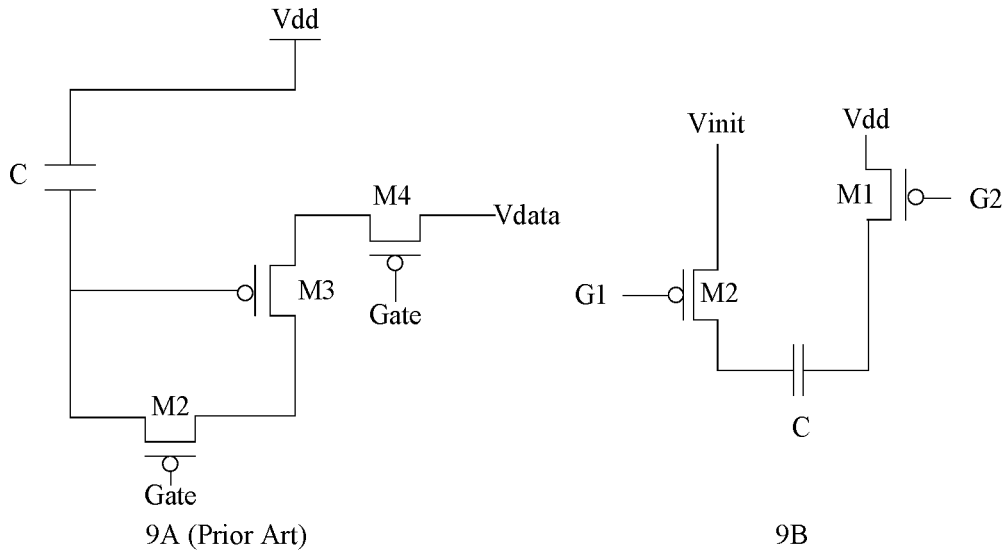 Vdd
C
M4
Vdata
M3
Gate
M2
Gate
9A (Prior Art)
Vinit
Vdd
M1
G2
G1
M2
C
9B